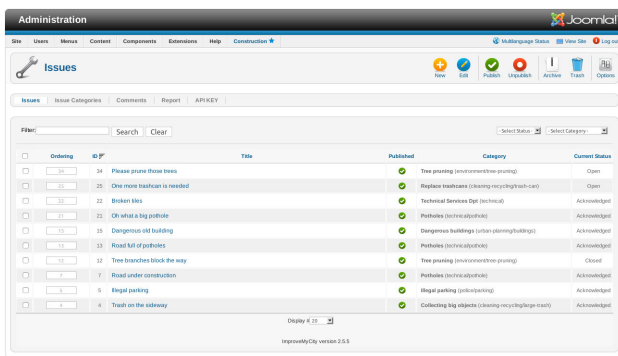 Administration
Joomla!
Site Users Menus Content Components Extensions Help Construction Multilanguage Status View Site Log out
Issues
New Edit Publish Unpublish Archive Trash Options
Issues Issue Categories Comments Report API KEY
Filter: Search Clear - Select Status - - Select Category -
Ordering ID Title Published Category Current Status
34 34 Please prune those trees Tree pruning (environment/tree-pruning) Open
25 25 One more trashcan is needed Replace trashcans (cleaning-recycling/trash-can) Open
22 22 Broken tiles Technical Services Dpt (technical) Acknowledged
21 21 Oh what a big pothole Potholes (technical/pothole) Acknowledged
15 Dangerous old building Dangerous buildings (urban-planning/buildings) Acknowledged
13 13 Road full of potholes Potholes (technical/pothole) Acknowledged
12 Tree branches block the way Tree pruning (environment/tree-pruning) Closed
7 Road under construction Potholes (technical/pothole) Acknowledged
5 Illegal parking Illegal parking (police/parking) Acknowledged
4 4 Trash on the sideway Collecting big objects (cleaning-recycling/large-trash) Acknowledged
Display # 20
ImproveMyCity version 2.5.5